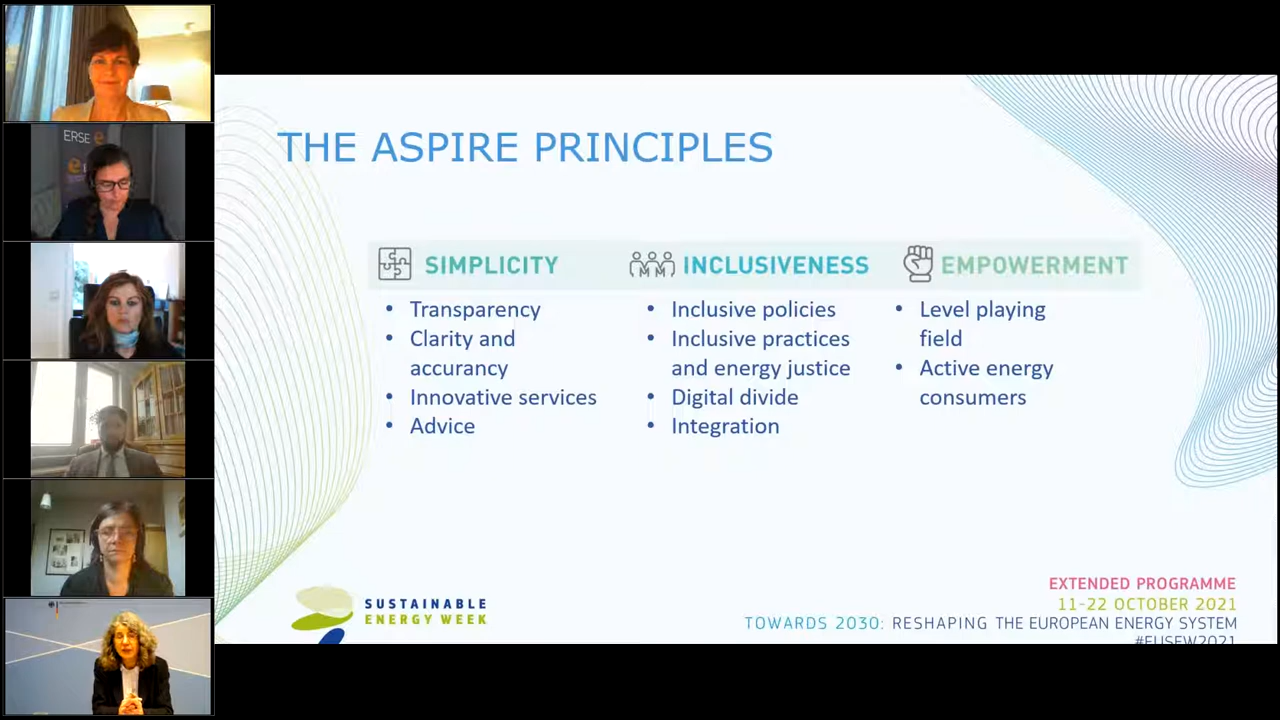 ERSE e
THE ASPIRE PRINCIPLES
SIMPLICITY
• Transparency
• Clarity and
accurancy
• Innovative services
• Advice
INCLUSIVENESS
• Inclusive policies
• Inclusive practices
and energy justice
• Digital divide
• Integration
EMPOWERMENT
• Level playing
field
• Active energy
consumers
SUSTAINABLE
ENERGY WEEK
EXTENDED PROGRAMME
11-22 OCTOBER 2021
TOWARDS 2030: RESHAPING THE EUROPEAN ENERGY SYSTEM
#EUSEW2021